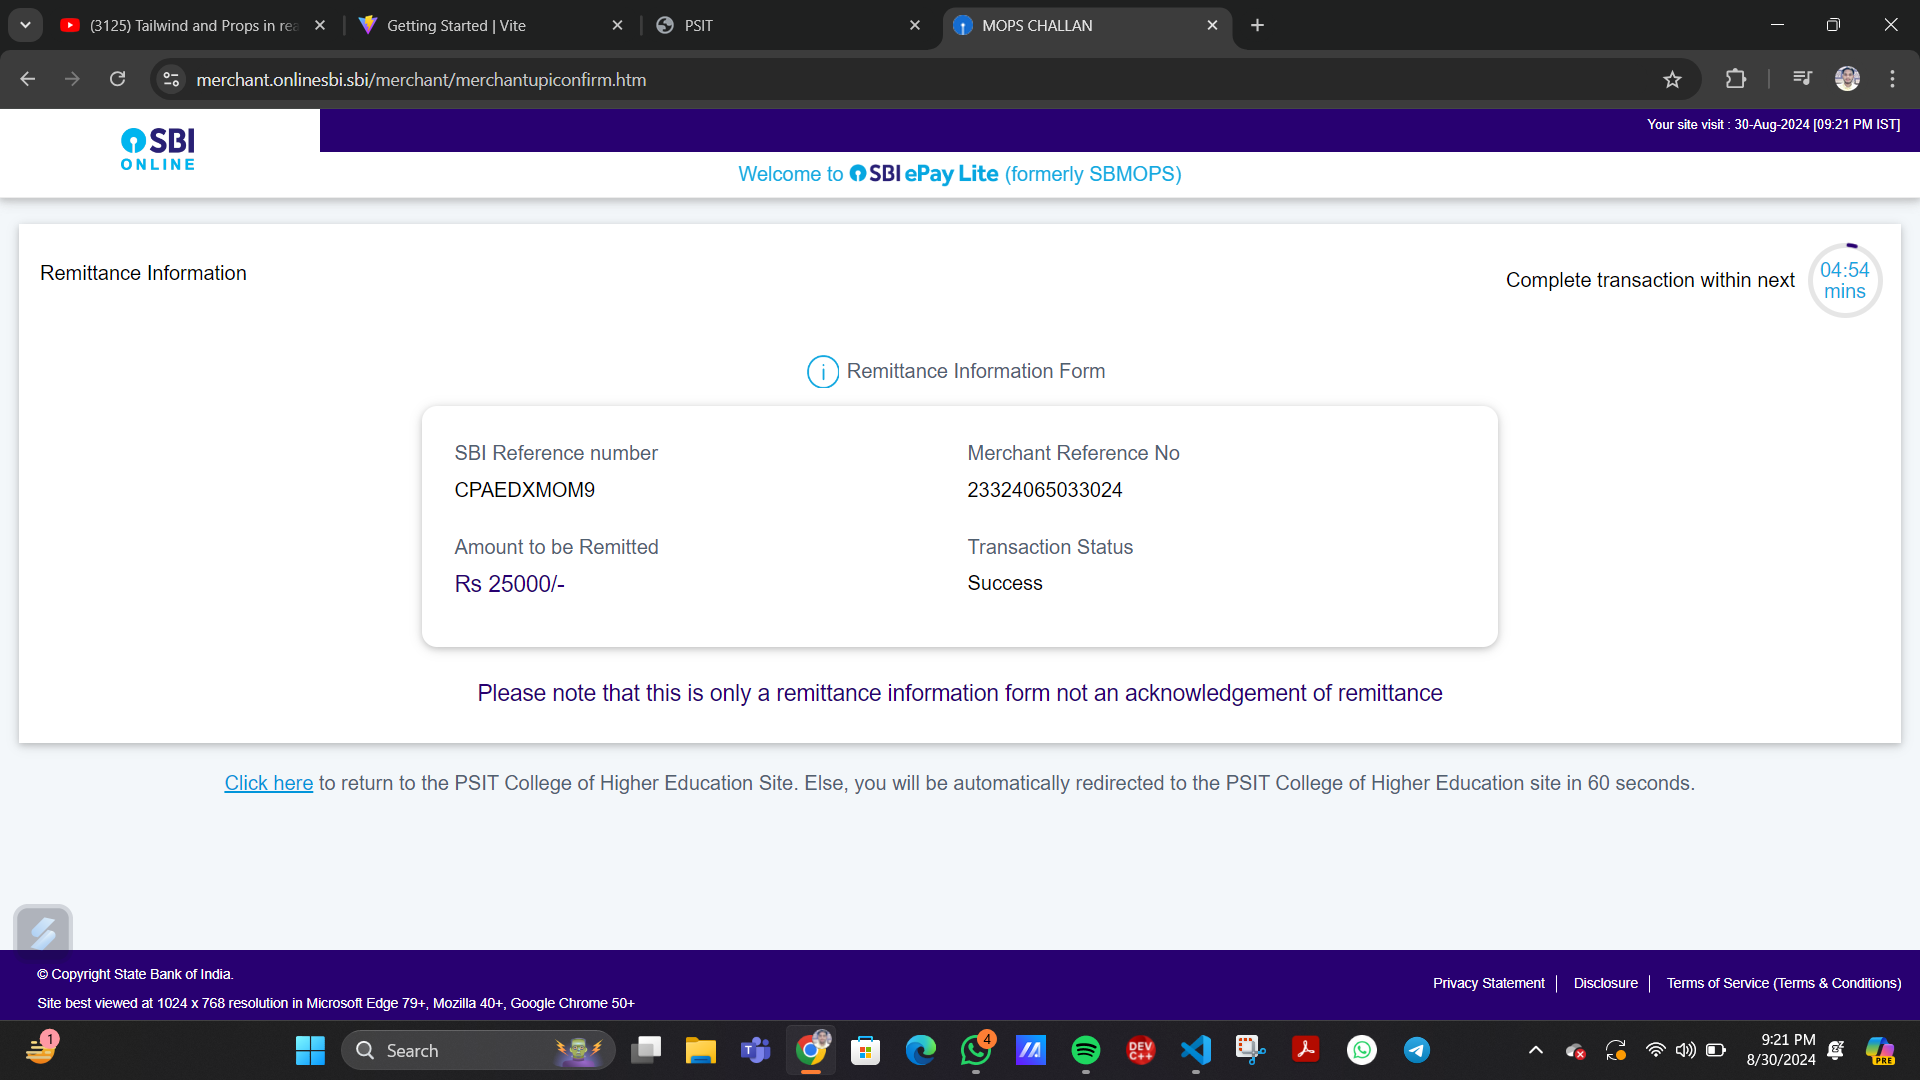 (3125) Tailwind and Props in rea
Getting Started | Vite
PSIT
MOPS CHALLAN
merchant.onlinesbi.sbi/merchant/merchantupiconfirm.htm
SBI
ONLINE
Your site visit : 30-Aug-2024 [09:21 PM IST]
Welcome to SBI ePay Lite (formerly SBMOPS)
Remittance Information
Complete transaction within next
04:54
mins
i Remittance Information Form
SBI Reference number
Merchant Reference No
CPAEDXMOM9
23324065033024
Amount to be Remitted
Transaction Status
Rs 25000/-
Success
Please note that this is only a remittance information form not an acknowledgement of remittance
Click here to return to the PSIT College of Higher Education Site. Else, you will be automatically redirected to the PSIT College of Higher Education site in 60 seconds.
© Copyright State Bank of India.
Privacy Statement
Disclosure
Terms of Service (Terms & Conditions)
Site best viewed at 1024 x 768 resolution in Microsoft Edge 79+, Mozilla 40+, Google Chrome 50+
1
Search
4
DEV
C++
9:21 PM
8/30/2024
PRE